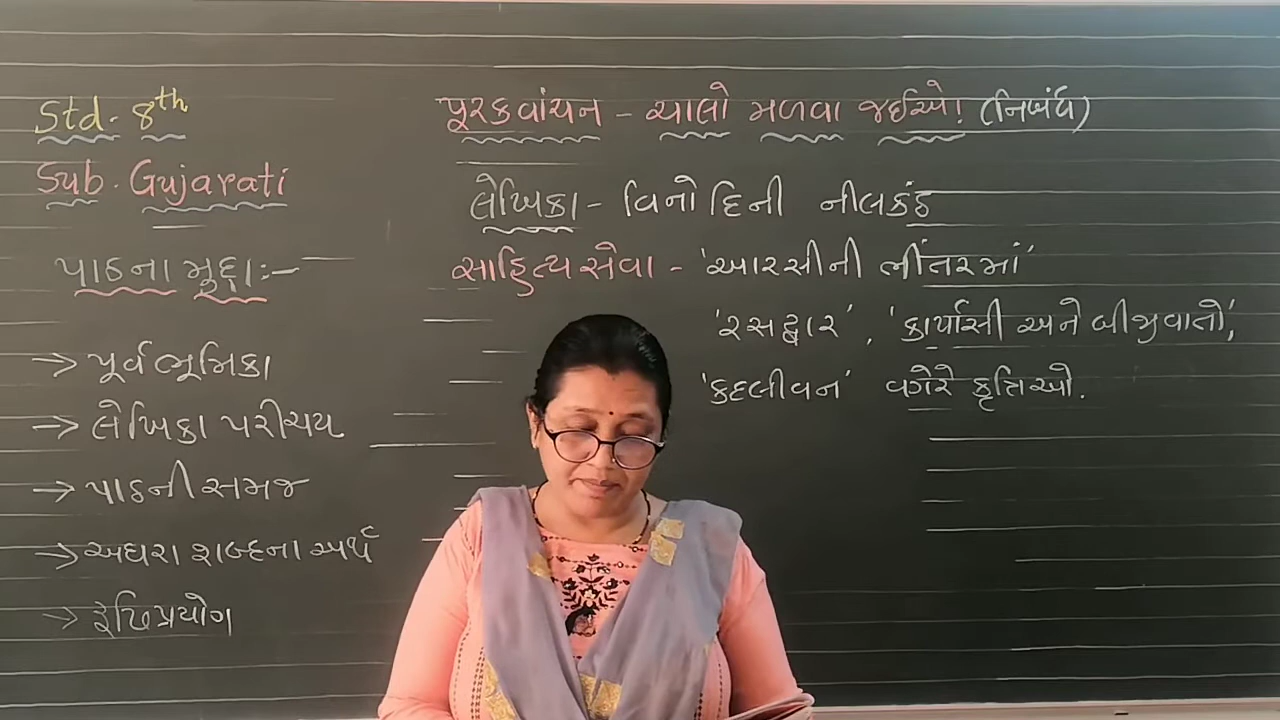 Std. 8th
Sub. Gujarati
પાઠના મુદ્દા:-
→ પૂર્વભૂમિકા
→ લેખિકા પરીચય
→ પાઠની સમજ
→ અઘરા શબ્દના અર્થ
→ રૂઢિપ્રયોગ
પૂરકવાંચન - ચાલો મળવા જઈએ! (નિબંધ)
લેખિકા - વિનોદિની નીલકંઠ
સાહિત્ય સેવા - 'આરસીની ભીંતરમાં'
'રસદ્વાર', 'કાર્પાસી અને બીજીવાતો',
'કદલીવન' વગેરે કૃતિઓ.